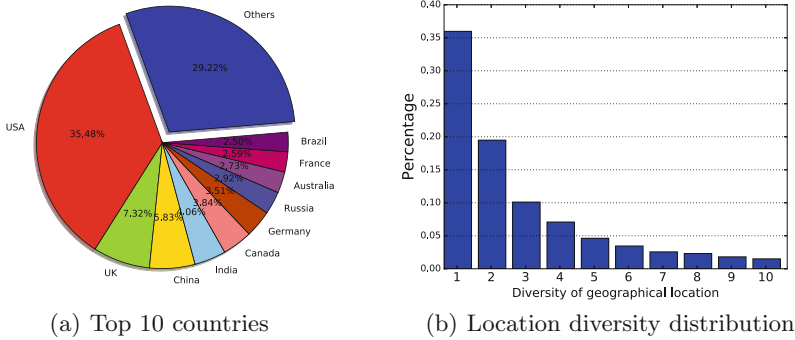 Others
29.22%
USA
35.48%
Brazil
2.50%
France
2.59%
Australia
2.73%
Russia
2.92%
Germany
3.51%
Canada
3.84%
India
4.06%
China
5.83%
UK
7.32%
(a) Top 10 countries
Percentage
0.40
0.35
0.30
0.25
0.20
0.15
0.10
0.05
0.00
1 2 3 4 5 6 7 8 9 10
Diversity of geographical location
(b) Location diversity distribution